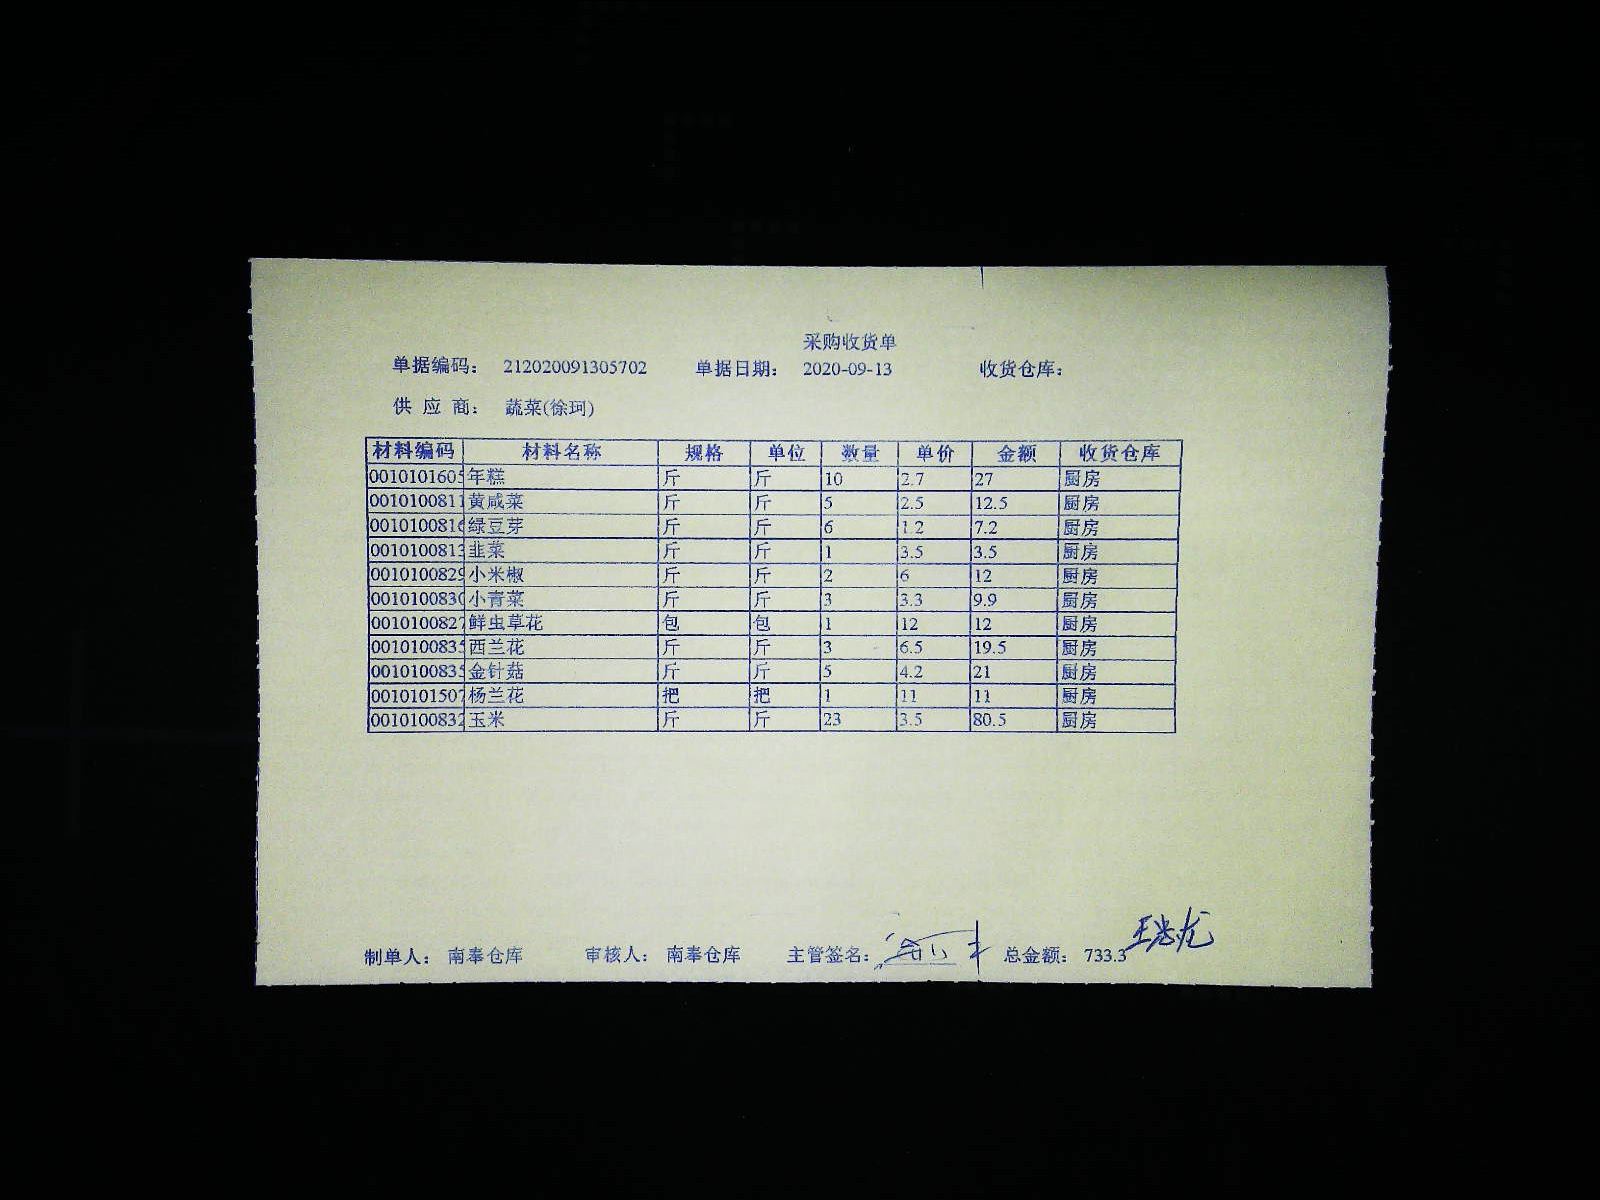 采购收货单
单据编码： 212020091305702 单据日期： 2020-09-13 收货仓库：
供 应 商： 蔬菜(徐珂)
材料编码 材料名称 规格 单位 数量 单价 金额 收货仓库
0010101605 年糕 斤 斤 10 2.7 27 厨房
0010100811 黄咸菜 斤 斤 5 2.5 12.5 厨房
0010100816 绿豆芽 斤 斤 6 1.2 7.2 厨房
0010100813 韭菜 斤 斤 1 3.5 3.5 厨房
0010100829 小米椒 斤 斤 2 6 12 厨房
0010100830 小青菜 斤 斤 3 3.3 9.9 厨房
0010100827 鲜虫草花 包 包 1 12 12 厨房
0010100835 西兰花 斤 斤 3 6.5 19.5 厨房
0010100835 金针菇 斤 斤 5 4.2 21 厨房
0010101507 杨兰花 把 把 1 11 11 厨房
0010100832 玉米 斤 斤 23 3.5 80.5 厨房
制单人： 南奉仓库 审核人： 南奉仓库 主管签名： 总金额： 733.3